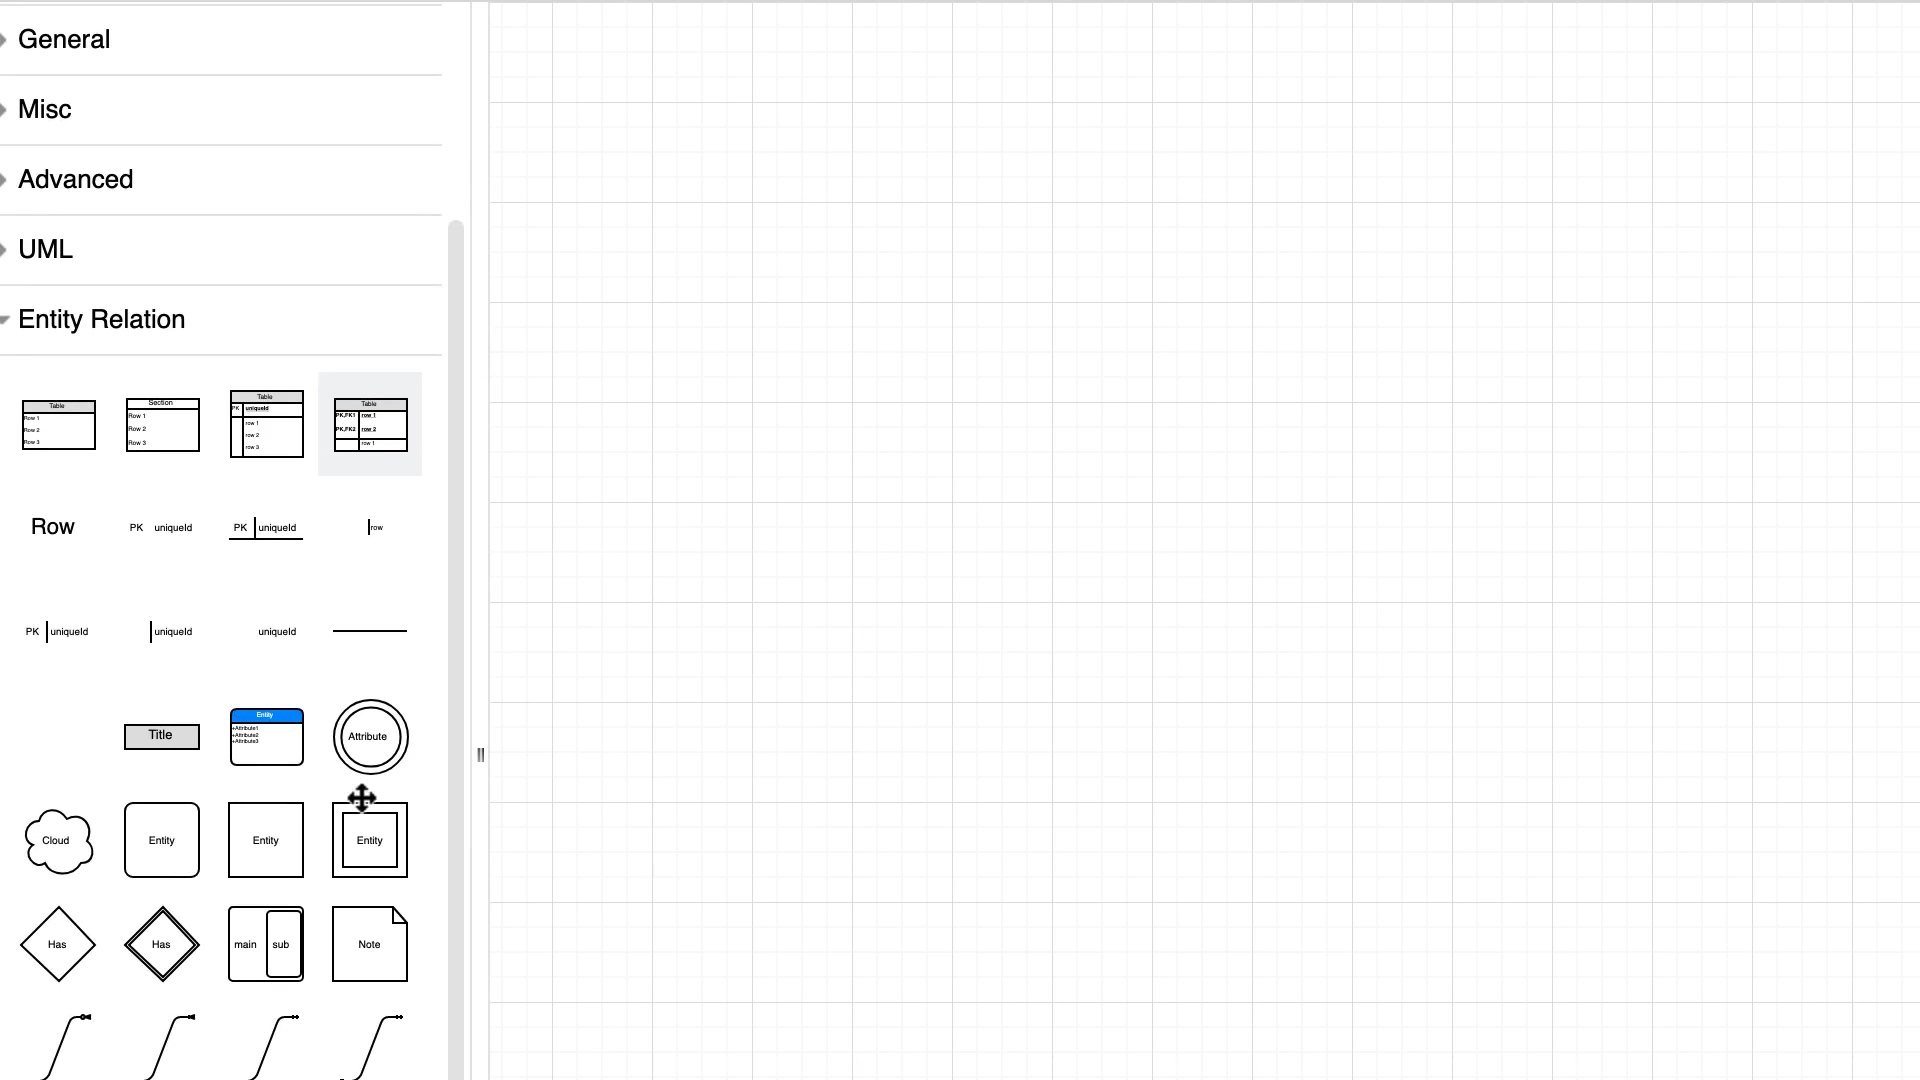 General
Misc
Advanced
UML
Entity Relation
Table
Row 1
Row 2
Row 3
Section
Row 1
Row 2
Row 3
Table
PK uniqueId
row 1
row 2
row 3
Table
PK,FK1 row 1
PK,FK2 row 2
row 1
Row
PK uniqueId
PK uniqueId
row
PK uniqueId
uniqueId
uniqueId
Title
Entity
+Attribute1
+Attribute2
+Attribute3
Attribute
Cloud
Entity
Entity
Entity
Has
Has
main sub
Note